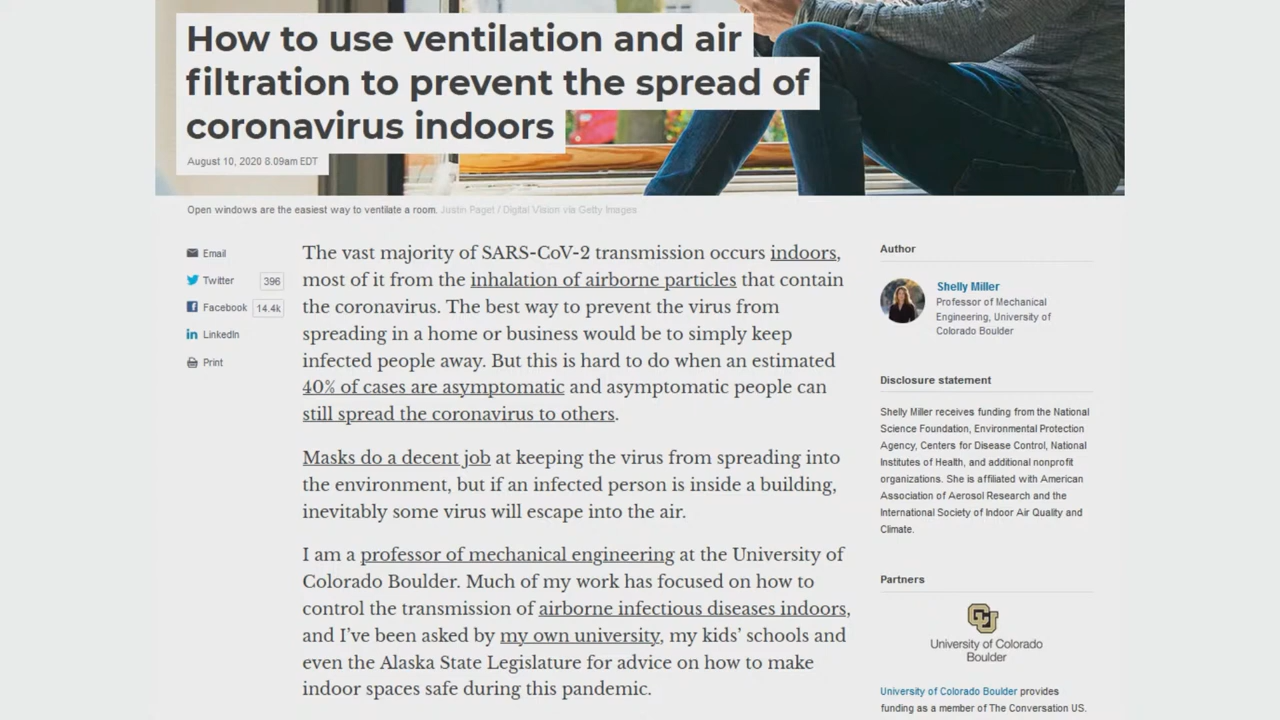 How to use ventilation and air
filtration to prevent the spread of
coronavirus indoors
August 10, 2020 8.09am EDT
Open windows are the easiest way to ventilate a room. Justin Paget / Digital Vision via Getty Images
Email
Twitter 396
Facebook 14.4k
LinkedIn
Print
The vast majority of SARS-CoV-2 transmission occurs indoors,
most of it from the inhalation of airborne particles that contain
the coronavirus. The best way to prevent the virus from
spreading in a home or business would be to simply keep
infected people away. But this is hard to do when an estimated
40% of cases are asymptomatic and asymptomatic people can
still spread the coronavirus to others.
Masks do a decent job at keeping the virus from spreading into
the environment, but if an infected person is inside a building,
inevitably some virus will escape into the air.
I am a professor of mechanical engineering at the University of
Colorado Boulder. Much of my work has focused on how to
control the transmission of airborne infectious diseases indoors,
and I've been asked by my own university, my kids' schools and
even the Alaska State Legislature for advice on how to make
indoor spaces safe during this pandemic.
Author
Shelly Miller
Professor of Mechanical
Engineering, University of
Colorado Boulder
Disclosure statement
Shelly Miller receives funding from the National
Science Foundation, Environmental Protection
Agency, Centers for Disease Control, National
Institutes of Health, and additional nonprofit
organizations. She is affiliated with American
Association of Aerosol Research and the
International Society of Indoor Air Quality and
Climate.
Partners
CU
University of Colorado
Boulder
University of Colorado Boulder provides
funding as a member of The Conversation US.